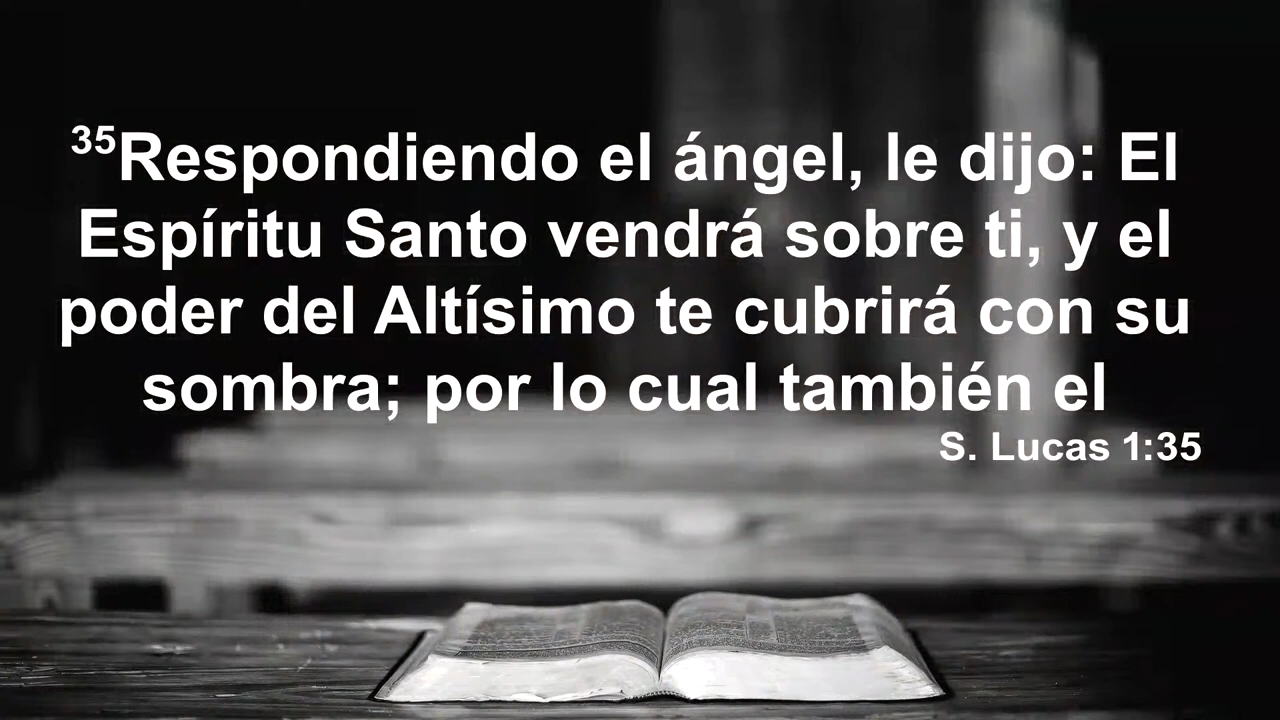 35Respondiendo el ángel, le dijo: El
Espíritu Santo vendrá sobre ti, y el
poder del Altísimo te cubrirá con su
sombra; por lo cual también el
S. Lucas 1:35